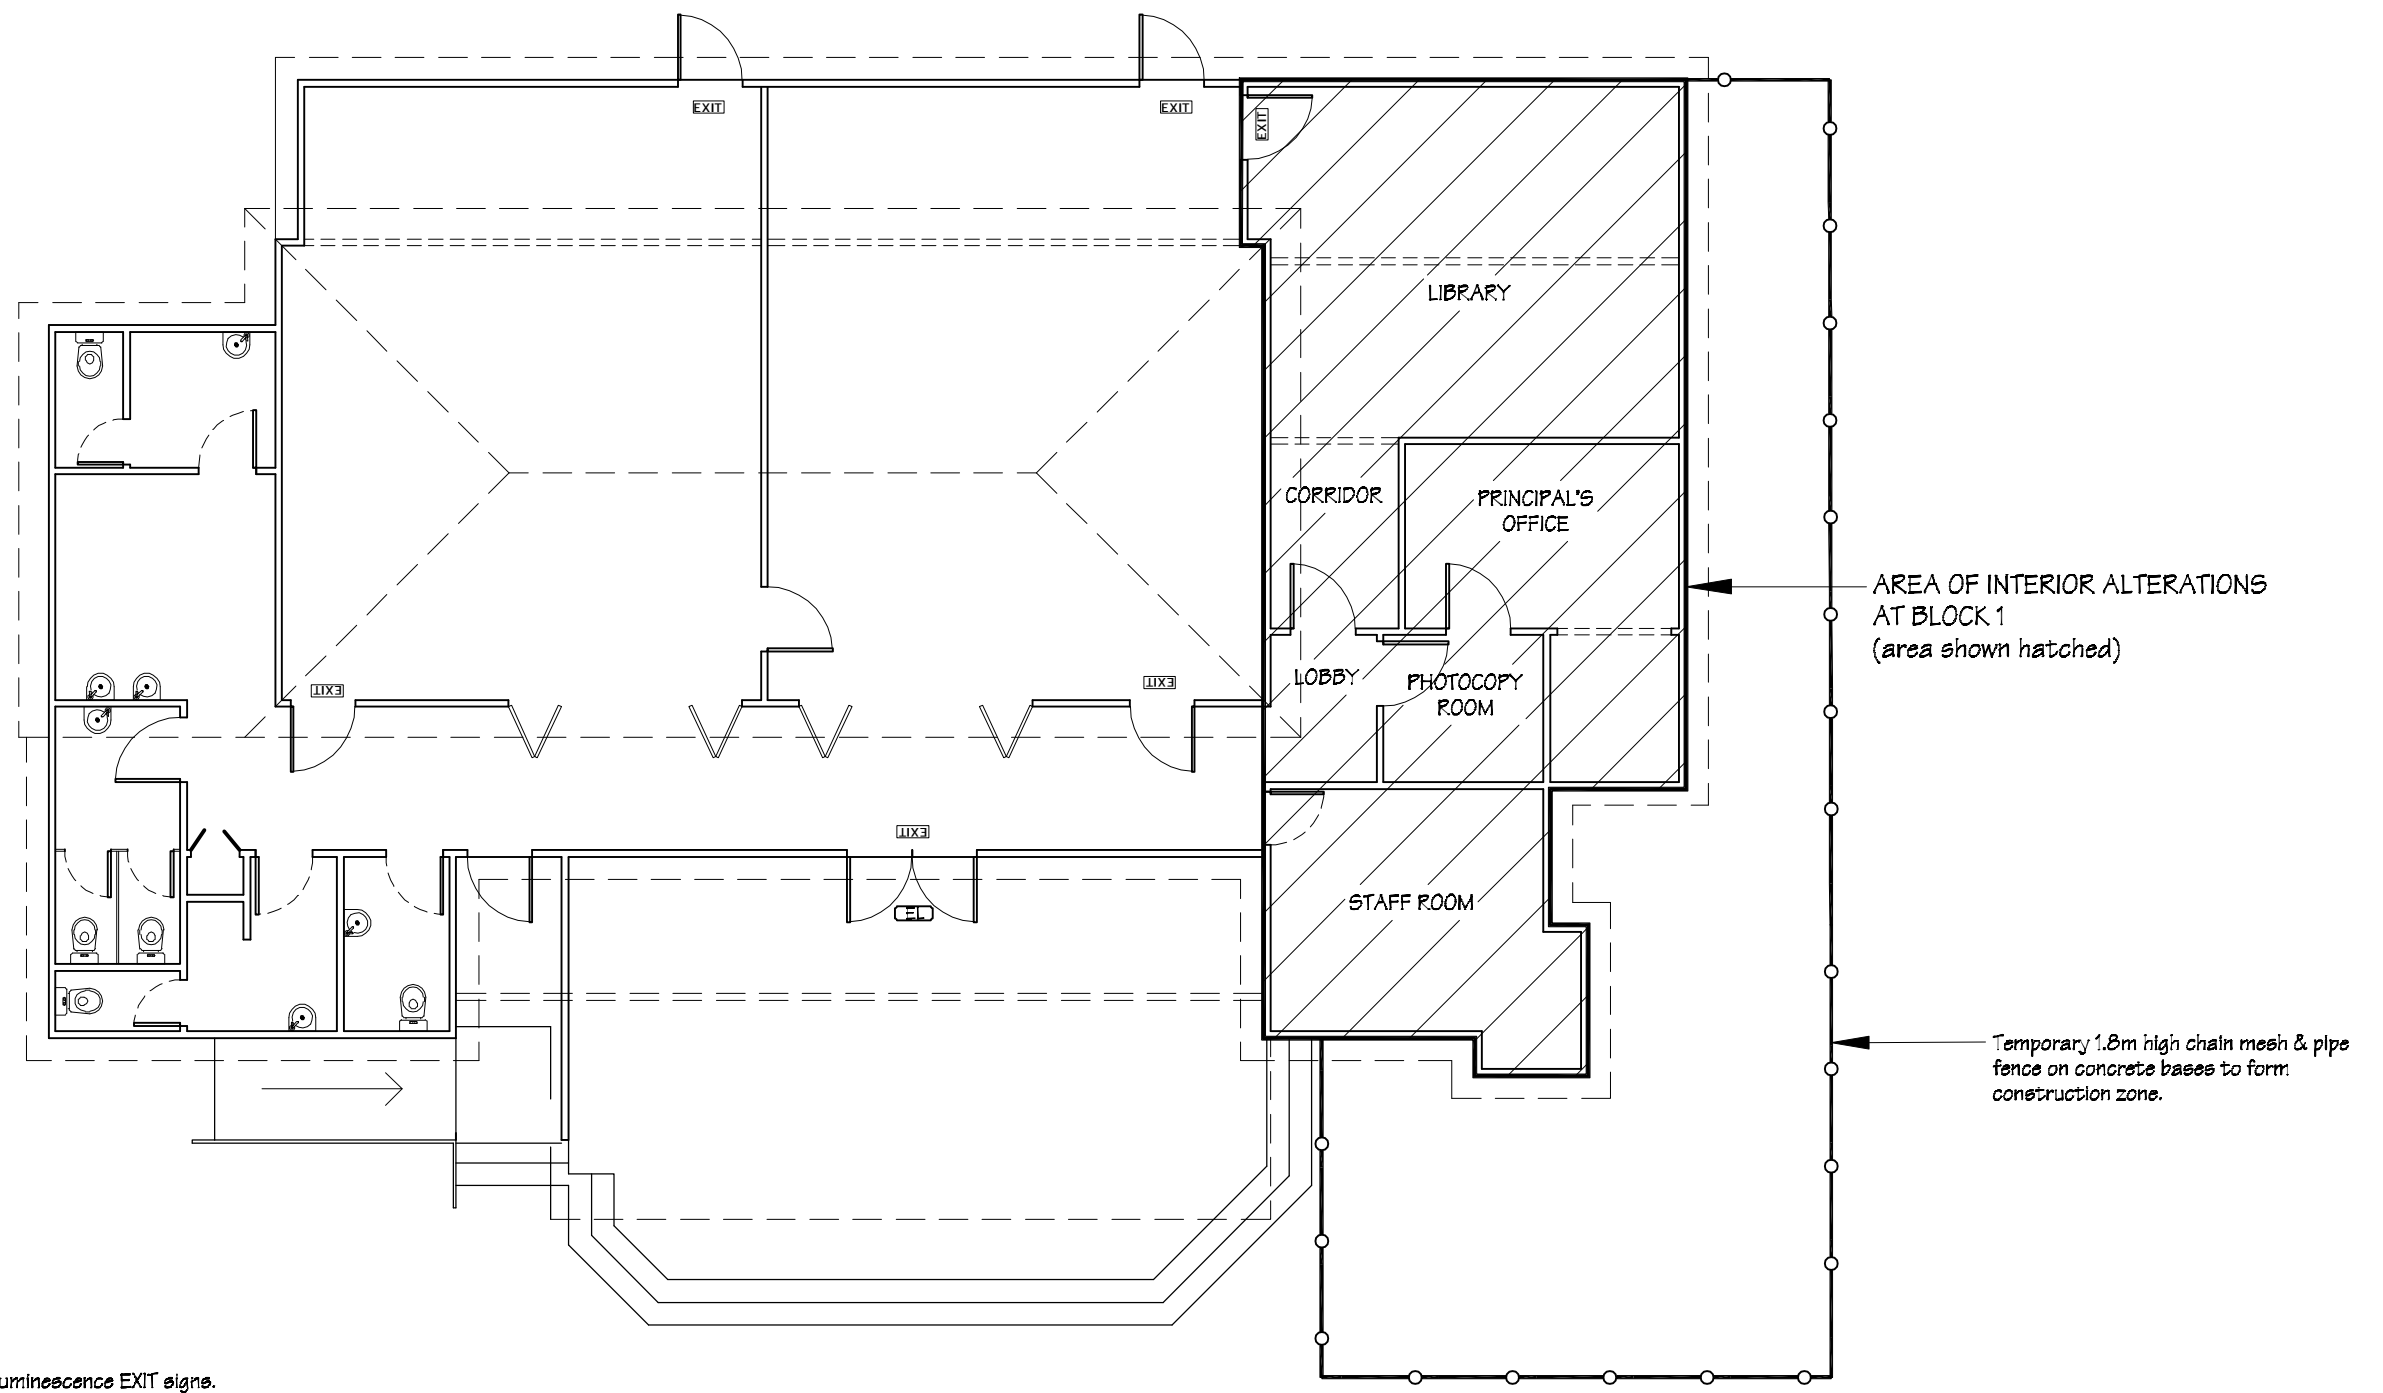 EXIT
EXIT
EXIT
LIBRARY
CORRIDOR
PRINCIPAL'S
OFFICE
AREA OF INTERIOR ALTERATIONS
AT BLOCK 1
(area shown hatched)
LOBBY
PHOTOCOPY
ROOM
EXIT
EXIT
EXIT
STAFF ROOM
EL
Temporary 1.8m high chain mesh & pipe
fence on concrete bases to form
construction zone.
uminescence EXIT signs.